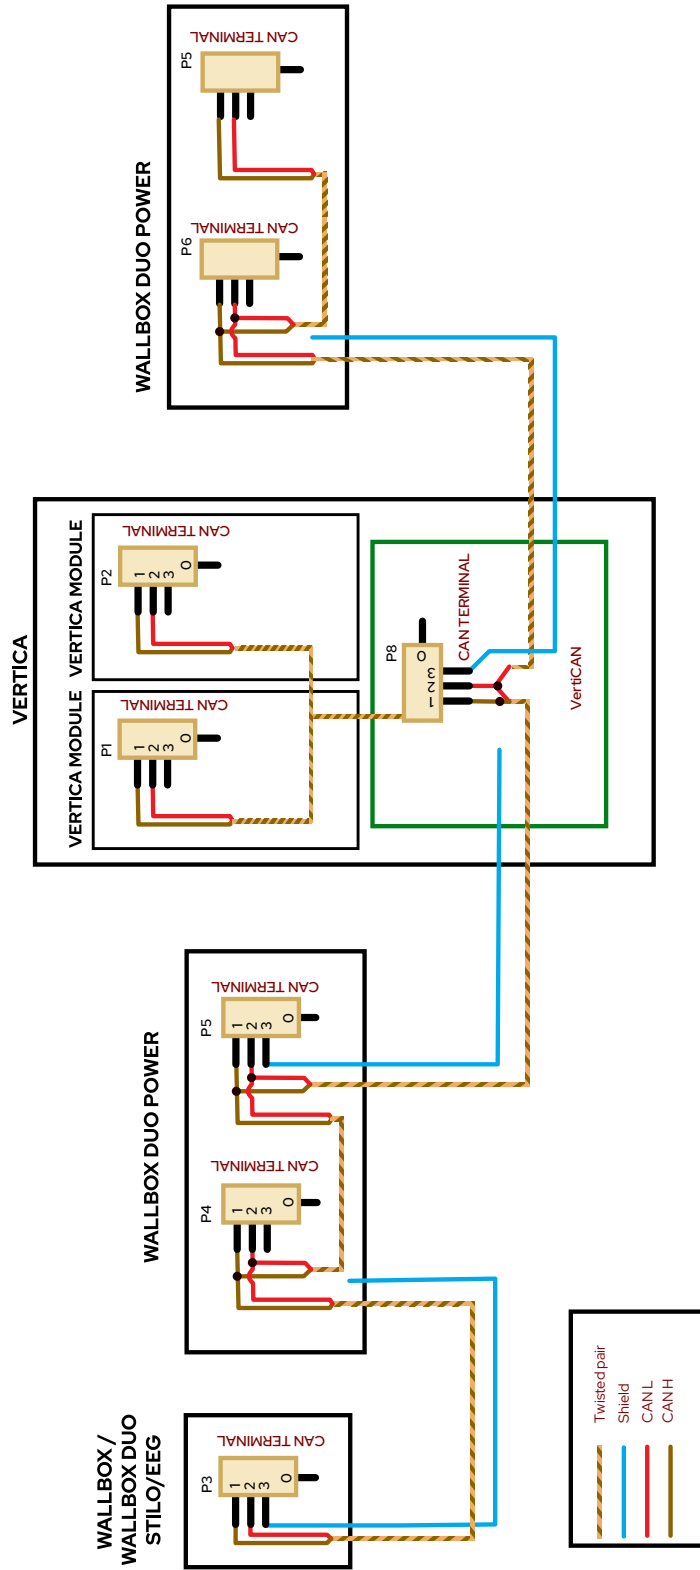 CAN TERMINAL
P5
WALLBOX DUO POWER
CAN TERMINAL
P6
VERTICA
VERTICA MODULE
CAN TERMINAL
P2
1
2
3
0
VERTICA MODULE
CAN TERMINAL
P1
1
2
3
0
CAN TERMINAL
P8
0
3
2
1
VertiCAN
WALLBOX DUO POWER
CAN TERMINAL
P5
1
2
3
0
CAN TERMINAL
P4
1
2
3
0
WALLBOX /
WALLBOX DUO
STILO/EEG
CAN TERMINAL
P3
1
2
3
0
Twisted pair
Shield
CAN L
CAN H